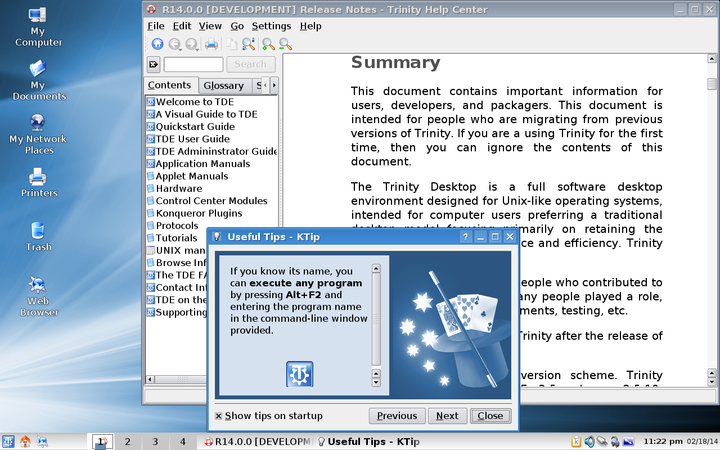 My
Computer
My
Documents
My Network
Places
Printers
Trash
Web
Browser
R14.0.0 [DEVELOPMENT] Release Notes - Trinity Help Center
File Edit View Go Settings Help
Search
Contents Glossary S
Welcome to TDE
A Visual Guide to TDE
Quickstart Guide
TDE User Guide
TDE Admininstrator Guide
Application Manuals
Applet Manuals
Hardware
Control Center Modules
Konqueror Plugins
Protocols
Tutorials
UNIX man
Browse Inf
The TDE FA
Contact Inf
TDE on the
Supporting
Summary
This document contains important information for
users, developers, and packagers. This document is
intended for people who are migrating from previous
versions of Trinity. If you are a using Trinity for the first
time, then you can ignore the contents of this
document.
The Trinity Desktop is a full software desktop
environment designed for Unix-like operating systems,
intended for computer users preferring a traditional
desktop model focusing primarily on retaining the
ce and efficiency. Trinity
eople who contributed to
any people played a role,
ments, testing, etc.
Trinity after the release of
version scheme. Trinity
Useful Tips - KTip
If you know its name, you
can execute any program
by pressing Alt+F2 and
entering the program name
in the command-line window
provided.
Show tips on startup
Previous Next Close
1 2 3 4
R14.0.0 [DEVELOPM
Useful Tips - KTip
11:22 pm 02/18/14